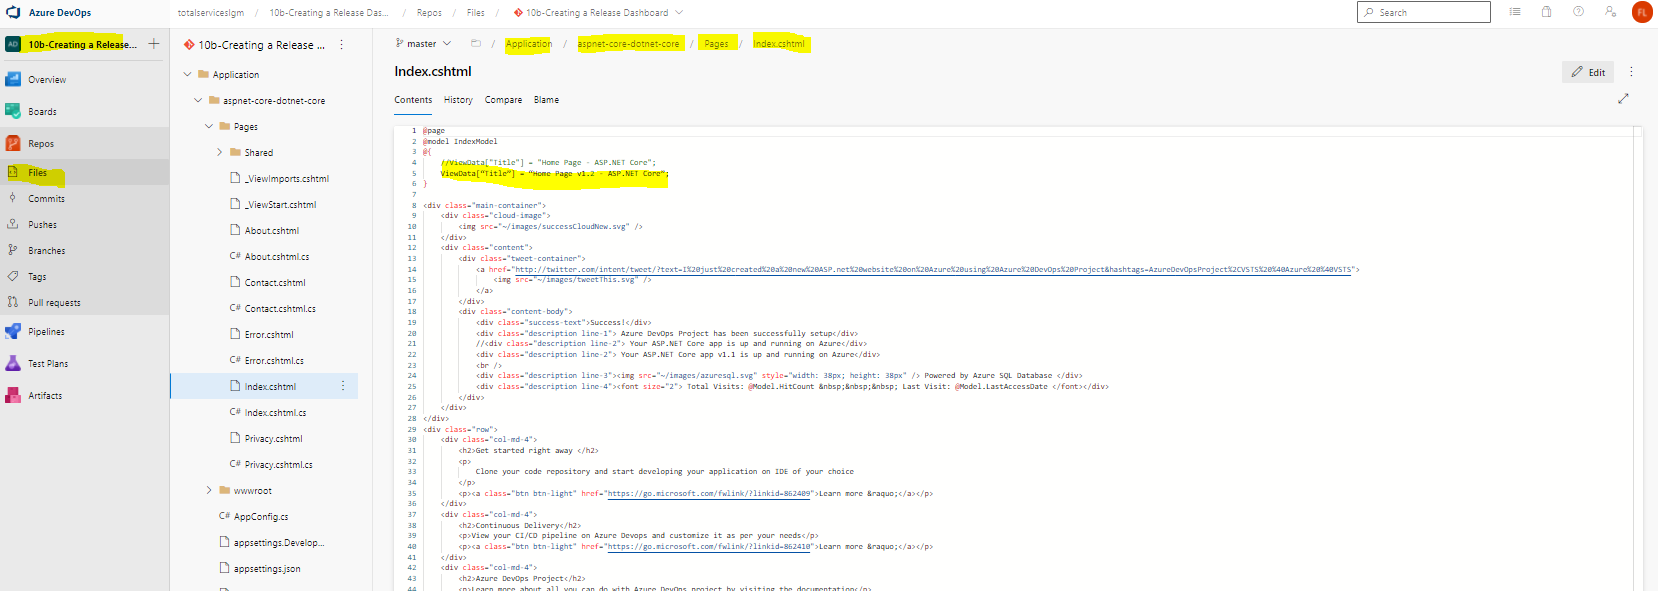 Azure DevOps
totalserviceslgm / 10b-Creating a Release Das... / Repos / Files / 10b-Creating a Release Dashboard
Search
FL
AD 10b-Creating a Release...
Overview
Boards
Repos
Files
Commits
Pushes
Branches
Tags
Pull requests
Pipelines
Test Plans
Artifacts
10b-Creating a Release ...
Application
aspnet-core-dotnet-core
Pages
Shared
_ViewImports.cshtml
_ViewStart.cshtml
About.cshtml
C# About.cshtml.cs
Contact.cshtml
C# Contact.cshtml.cs
Error.cshtml
C# Error.cshtml.cs
Index.cshtml
C# Index.cshtml.cs
Privacy.cshtml
C# Privacy.cshtml.cs
wwwroot
C# AppConfig.cs
appsettings.Develop...
appsettings.json
master / Application / aspnet-core-dotnet-core / Pages / Index.cshtml
Index.cshtml
Edit
Contents History Compare Blame
1 @page
2 @model IndexModel
3 @{
4 //ViewData["Title"] = "Home Page - ASP.NET Core";
5 ViewData["Title"] = "Home Page v1.2 - ASP.NET Core";
6 }
7
8 <div class="main-container">
9 <div class="cloud-image">
10 <img src="~/images/successCloudNew.svg" />
11 </div>
12 <div class="content">
13 <div class="tweet-container">
14 <a href="http://twitter.com/intent/tweet/?text=I%20just%20created%20a%20new%20ASP.net%20website%20on%20Azure%20using%20Azure%20DevOps%20Project&hashtags=AzureDevOpsProject%2CVSTS%20%40Azure%20%40VSTS">
15 <img src="~/images/tweetThis.svg" />
16 </a>
17 </div>
18 <div class="content-body">
19 <div class="success-text">Success!</div>
20 <div class="description line-1"> Azure DevOps Project has been successfully setup</div>
21 //<div class="description line-2"> Your ASP.NET Core app is up and running on Azure</div>
22 <div class="description line-2"> Your ASP.NET Core app v1.1 is up and running on Azure</div>
23 <br />
24 <div class="description line-3"><img src="~/images/azuresql.svg" style="width: 38px; height: 38px" /> Powered by Azure SQL Database </div>
25 <div class="description line-4"><font size="2"> Total Visits: @Model.HitCount &nbsp;&nbsp;&nbsp; Last Visit: @Model.LastAccessDate </font></div>
26 </div>
27 </div>
28 </div>
29 <div class="row">
30 <div class="col-md-4">
31 <h2>Get started right away </h2>
32 <p>
33 Clone your code repository and start developing your application on IDE of your choice
34 </p>
35 <p><a class="btn btn-light" href="https://go.microsoft.com/fwlink/?linkid=862409">Learn more &raquo;</a></p>
36 </div>
37 <div class="col-md-4">
38 <h2>Continuous Delivery</h2>
39 <p>View your CI/CD pipeline on Azure Devops and customize it as per your needs</p>
40 <p><a class="btn btn-light" href="https://go.microsoft.com/fwlink/?linkid=862410">Learn more &raquo;</a></p>
41 </div>
42 <div class="col-md-4">
43 <h2>Azure DevOps Project</h2>
44 <p>Learn more about all you can do with Azure DevOps project by visiting the documentation</p>